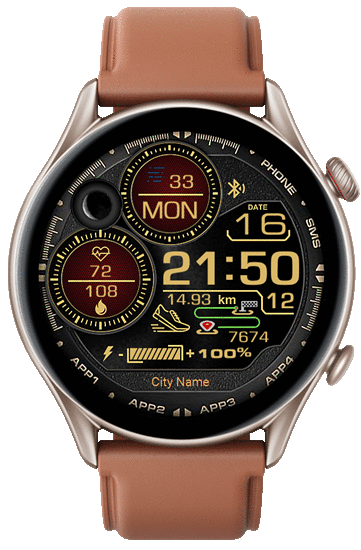 33
MON
DATE
16
PHONE
SMS
72
108
21:50
14.93 km
12
7674
- + 100%
City Name
APP1
APP2
APP3
APP4